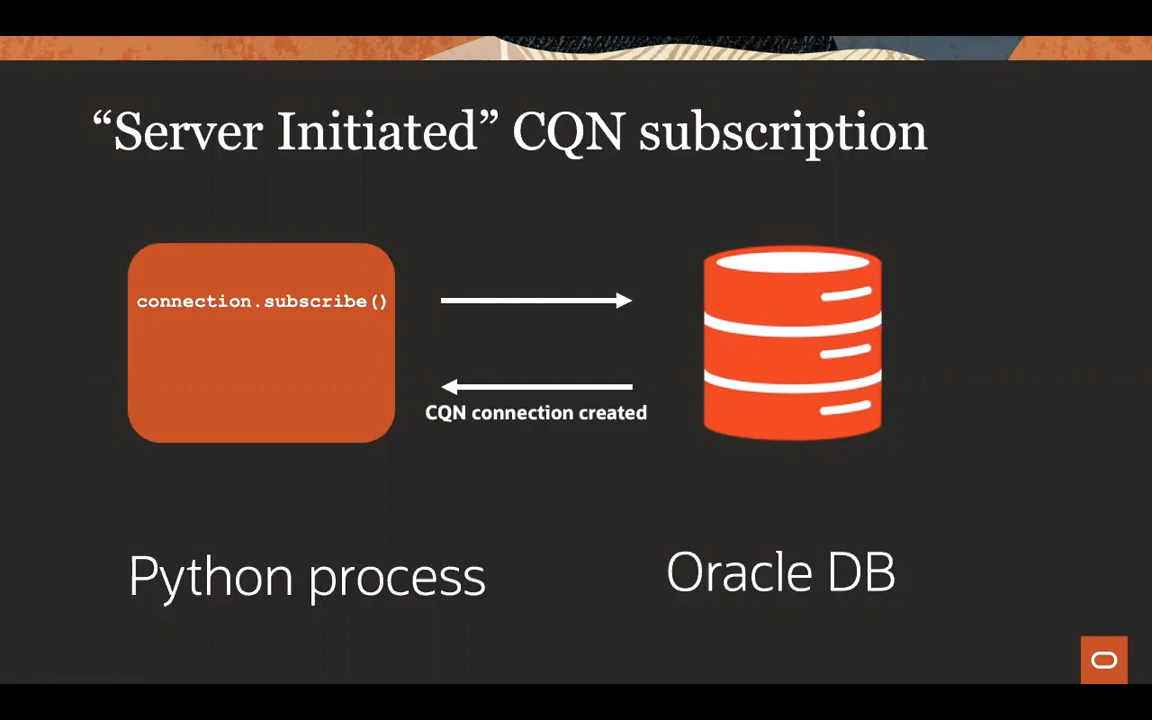 “Server Initiated” CQN subscription
connection.subscribe()
CQN connection created
Python process
Oracle DB